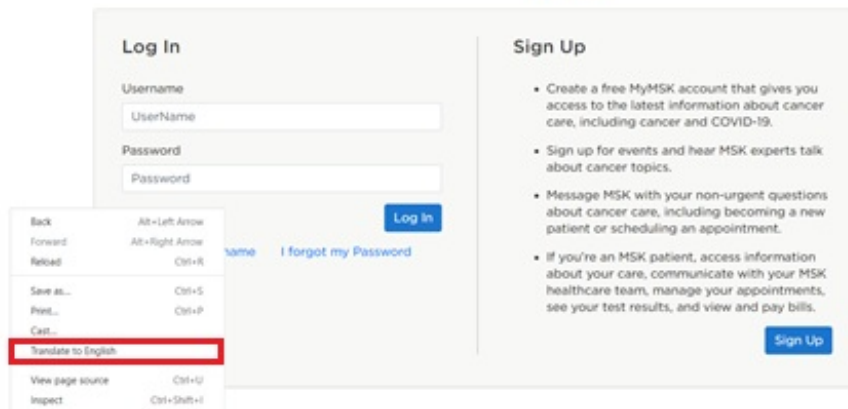 Log In
Username
UserName
Password
Password
Log In
name I forgot my Password
Sign Up
• Create a free MyMSK account that gives you
access to the latest information about cancer
care, including cancer and COVID-19.
• Sign up for events and hear MSK experts talk
about cancer topics.
• Message MSK with your non-urgent questions
about cancer care, including becoming a new
patient or scheduling an appointment.
• If you're an MSK patient, access information
about your care, communicate with your MSK
healthcare team, manage your appointments,
see your test results, and view and pay bills.
Sign Up
Back Alt+Left Arrow
Forward Alt+Right Arrow
Reload Ctrl+R
Save as... Ctrl+S
Print... Ctrl+P
Cast...
Translate to English
View page source Ctrl+U
Inspect Ctrl+Shift+I